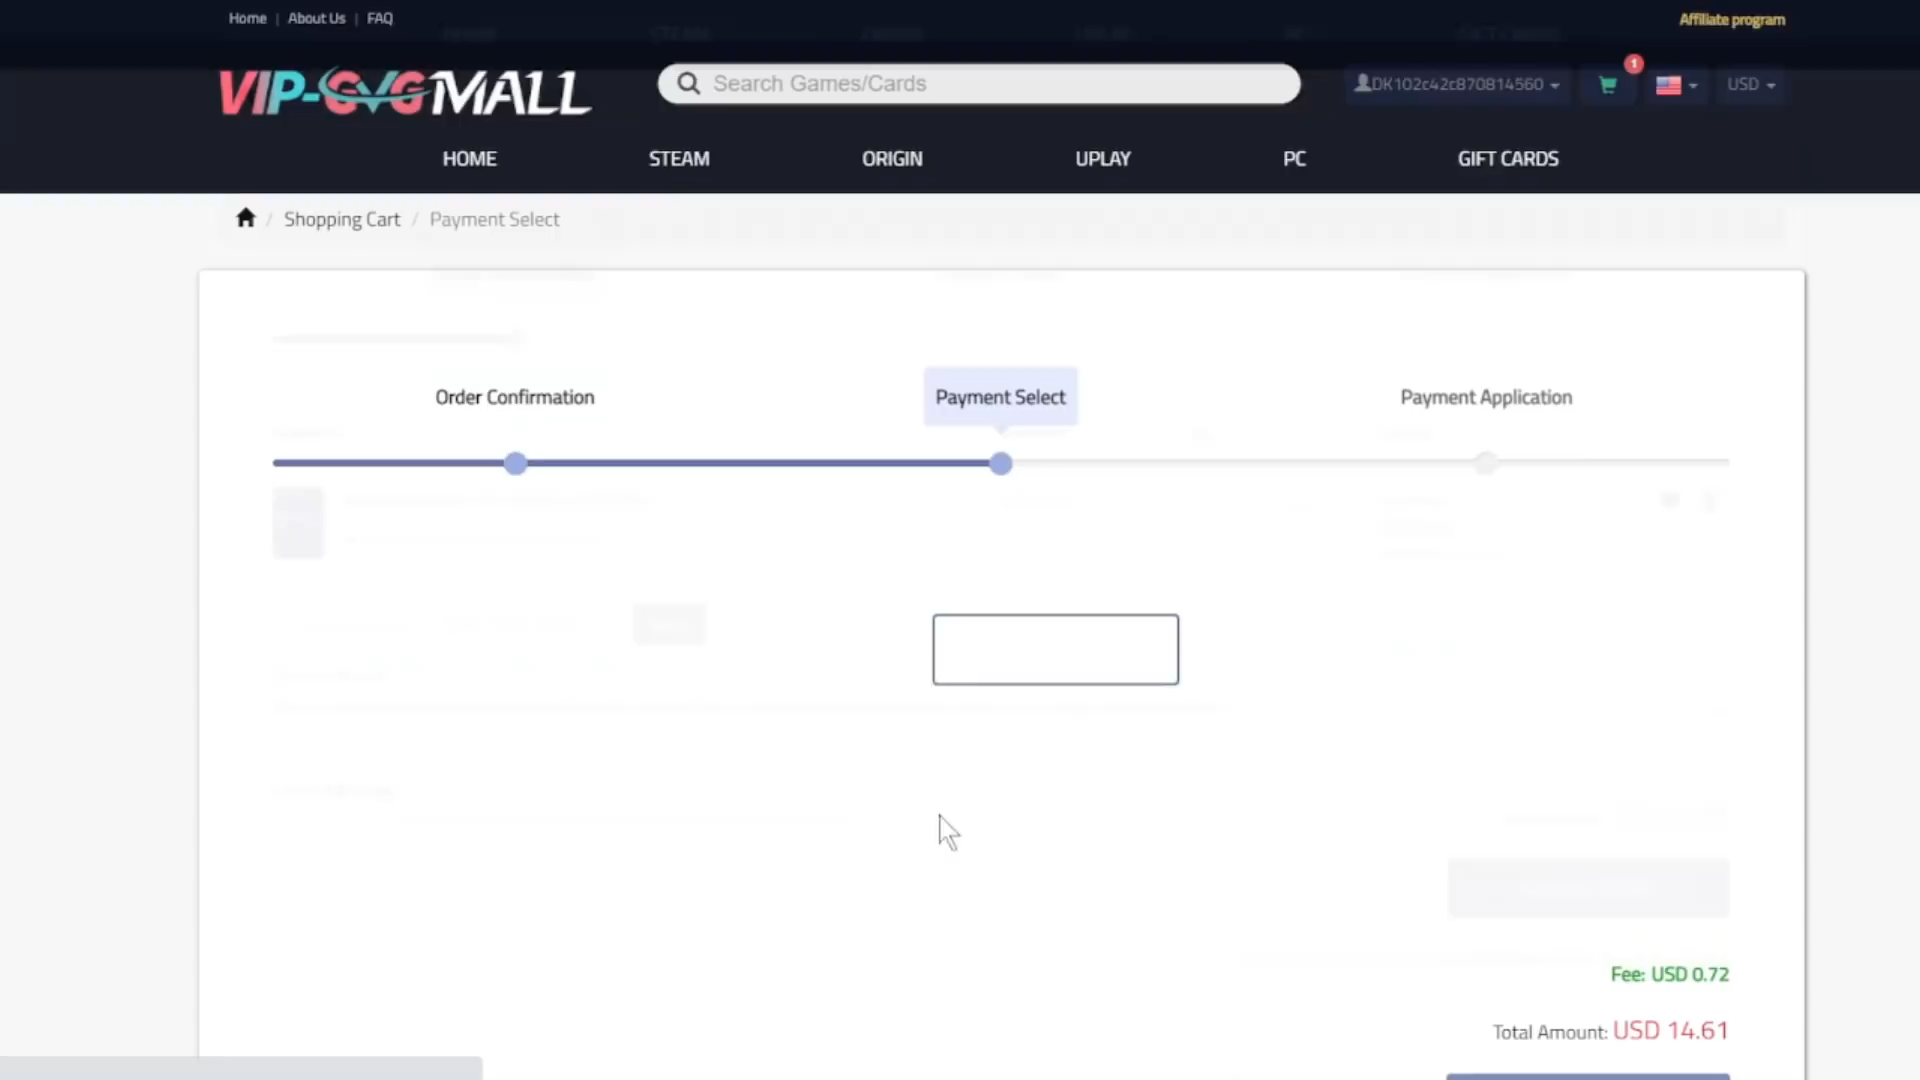 Home | About Us | FAQ
Affiliate program
VIP-GVGMALL
Search Games/Cards
DK102c42c870814560
1
USD
HOME
STEAM
ORIGIN
UPLAY
PC
GIFT CARDS
/ Shopping Cart / Payment Select
Order Confirmation
Payment Select
Payment Application
Fee: USD 0.72
Total Amount: USD 14.61